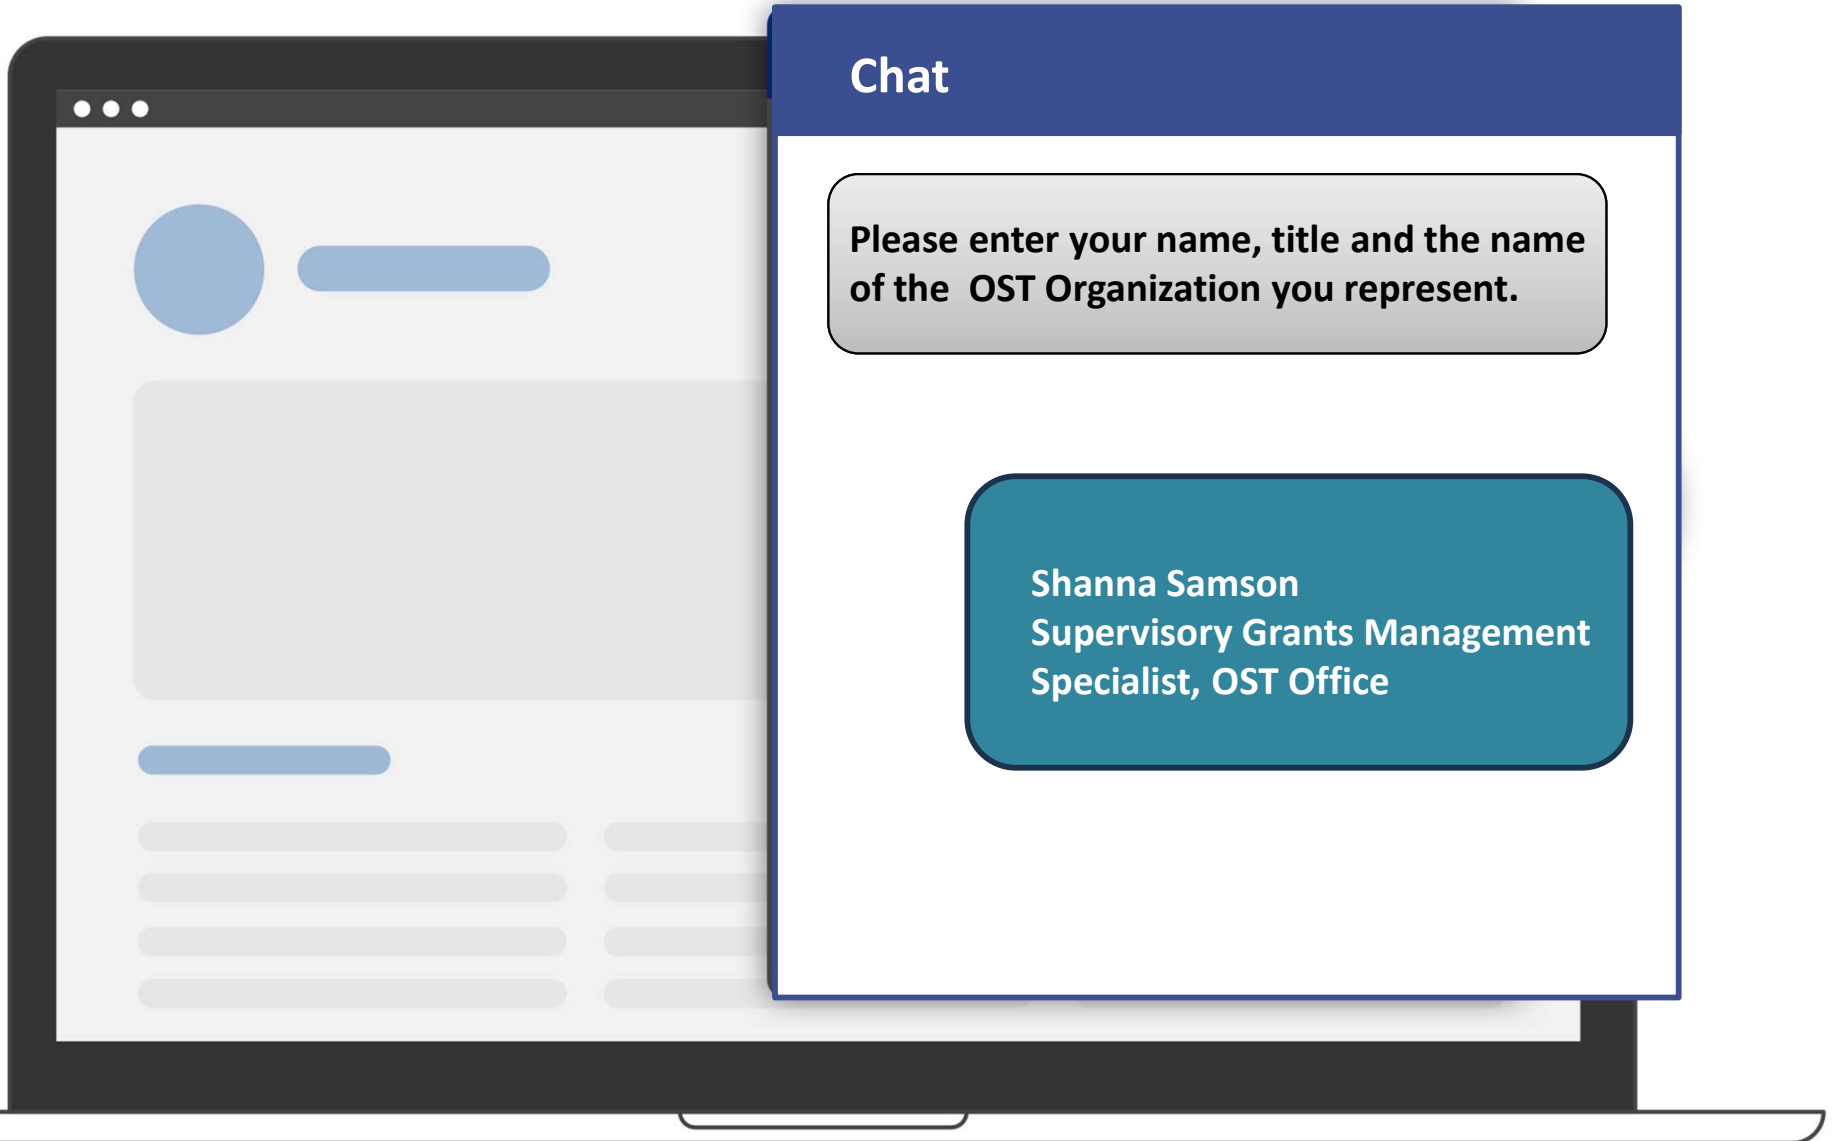 Chat
Please enter your name, title and the name
of the  OST Organization you represent.
Shanna Samson
Supervisory Grants Management
Specialist, OST Office